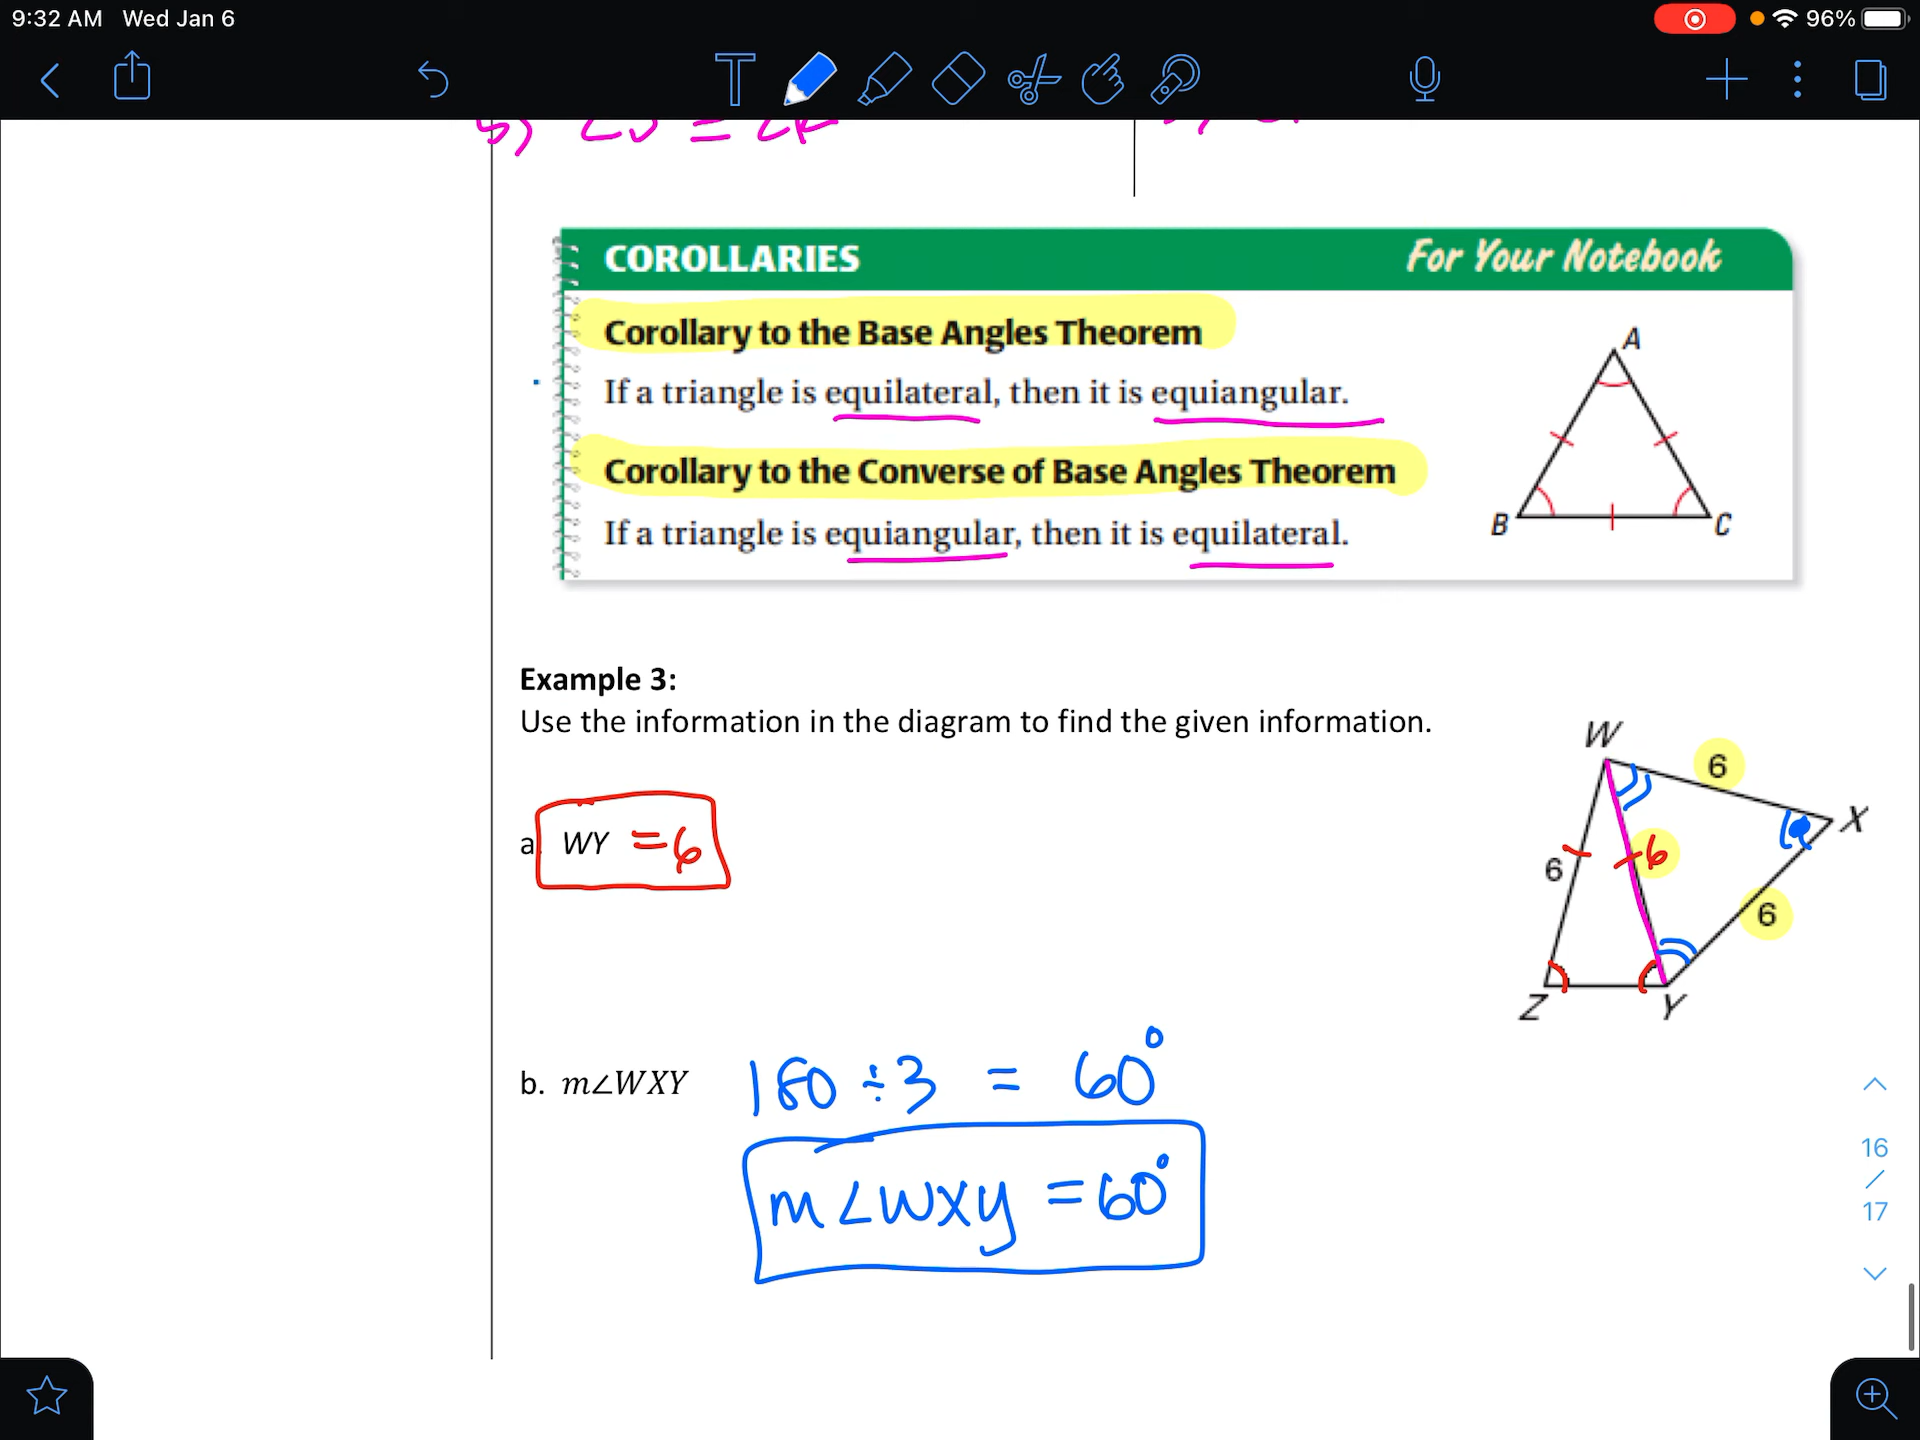 9:32 AM Wed Jan 6
96%
COROLLARIES
For Your Notebook
Corollary to the Base Angles Theorem
If a triangle is equilateral, then it is equiangular.
Corollary to the Converse of Base Angles Theorem
If a triangle is equiangular, then it is equilateral.
A
B
C
Example 3:
Use the information in the diagram to find the given information.
W
6
X
6
6
6
Z
Y
a. WY = 6
b. m∠WXY 180 ÷ 3 = 60°
m∠WXY = 60°
16
/
17